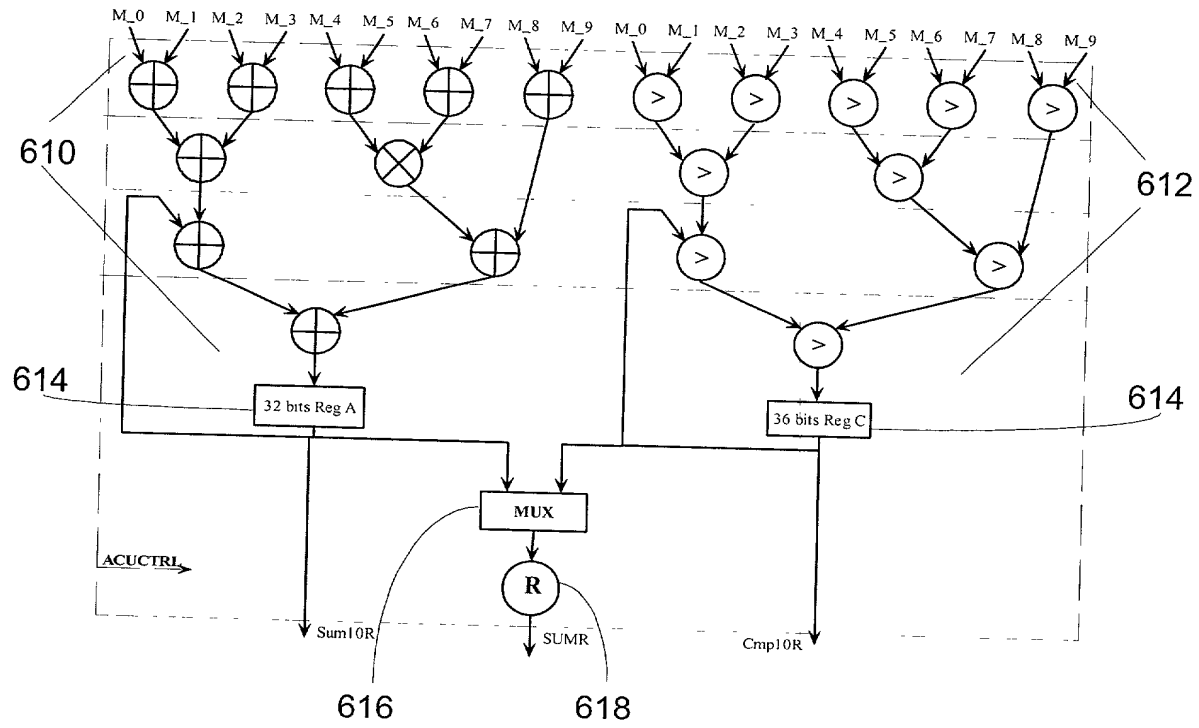 M_0 M_1 M_2 M_3 M_4 M_5 M_6 M_7 M_8 M_9 M_0 M_1 M_2 M_3 M_4 M_5 M_6 M_7 M_8 M_9
> > > > >
610
> >
612
> >
>
614
32 bits Reg A
36 bits Reg C
614
MUX
ACUCTRL
R
Sum10R
SUMR
Cmp10R
616
618